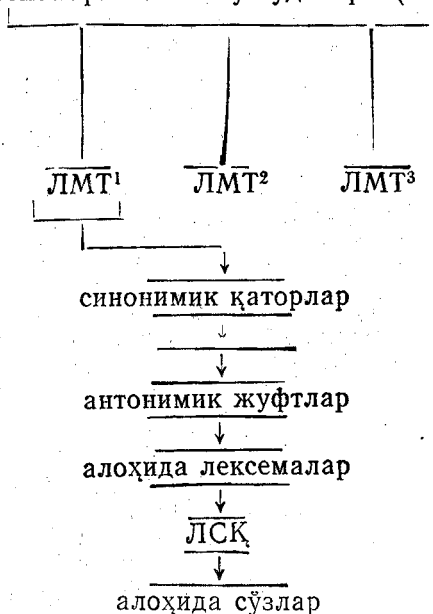 ЛМТ¹ ЛМТ² ЛМТ³
синонимик қаторлар
антонимик жуфтлар
алоҳида лексемалар
ЛСҚ
алоҳида сўзлар